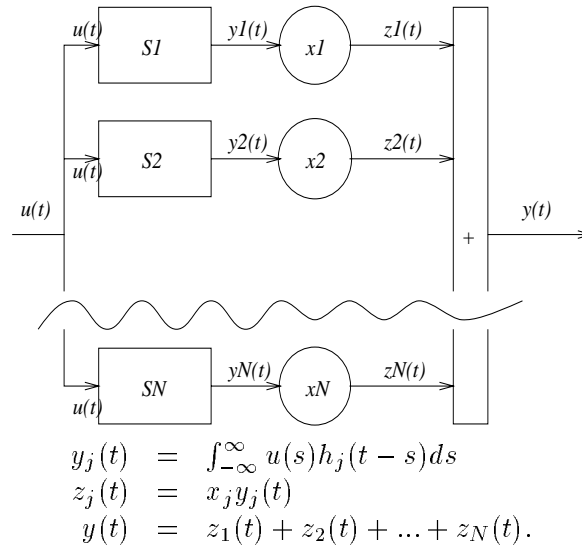 u(t) S1 y1(t) x1 z1(t)
u(t) S2 y2(t) x2 z2(t)
u(t) + y(t)
u(t) SN yN(t) xN zN(t)
y_j(t) = ∫_{-∞}^{∞} u(s)h_j(t − s)ds
z_j(t) = x_j y_j(t)
y(t) = z_1(t) + z_2(t) + ... + z_N(t).